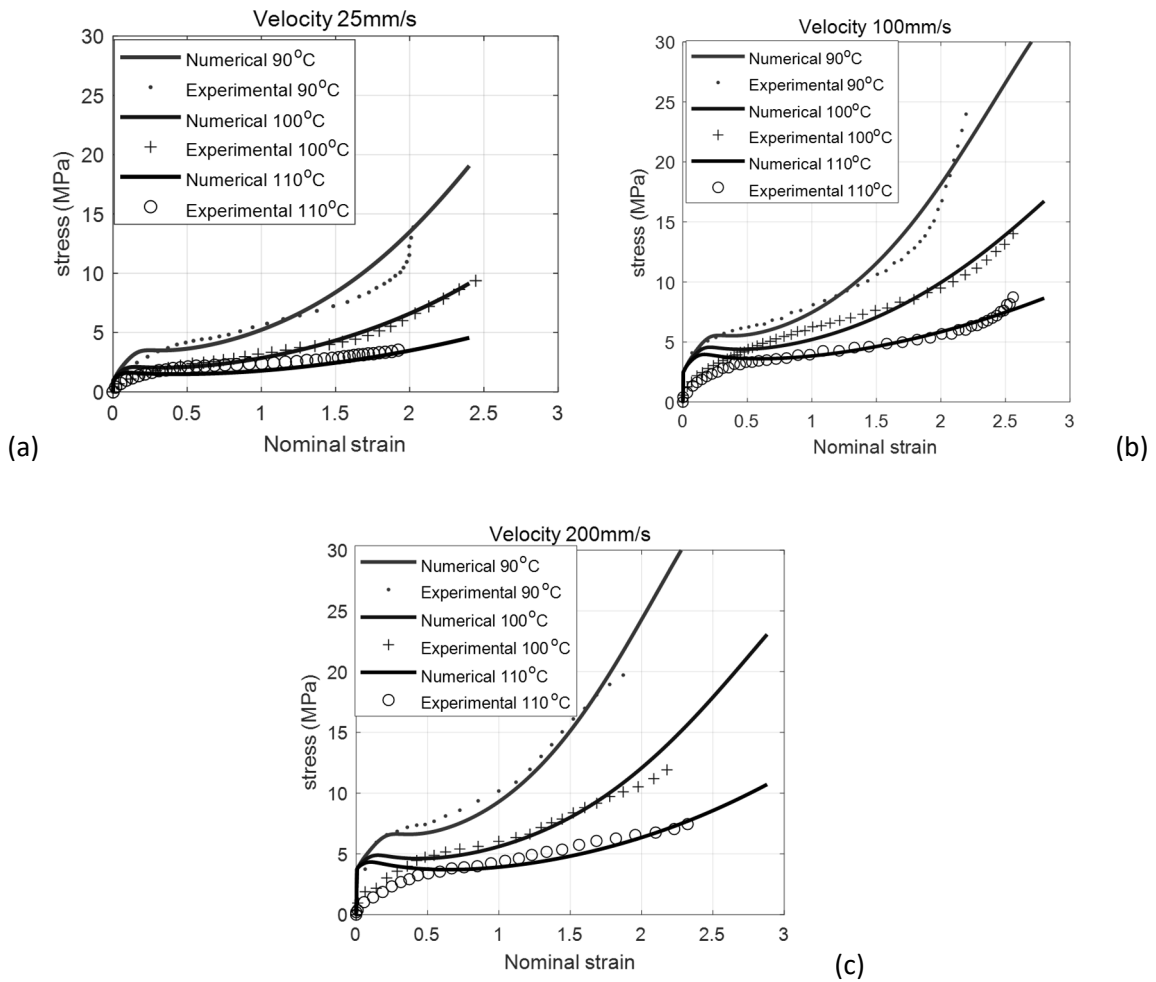 Velocity 25mm/s
30
25
20
15
10
5
0
stress (MPa)
Numerical 90°C
Experimental 90°C
Numerical 100°C
Experimental 100°C
Numerical 110°C
Experimental 110°C
0 0.5 1 1.5 2 2.5 3
Nominal strain
(a)
Velocity 100mm/s
30
25
20
15
10
5
0
stress (MPa)
Numerical 90°C
Experimental 90°C
Numerical 100°C
Experimental 100°C
Numerical 110°C
Experimental 110°C
0 0.5 1 1.5 2 2.5 3
Nominal strain
(b)
Velocity 200mm/s
30
25
20
15
10
5
0
stress (MPa)
Numerical 90°C
Experimental 90°C
Numerical 100°C
Experimental 100°C
Numerical 110°C
Experimental 110°C
0 0.5 1 1.5 2 2.5 3
Nominal strain
(c)